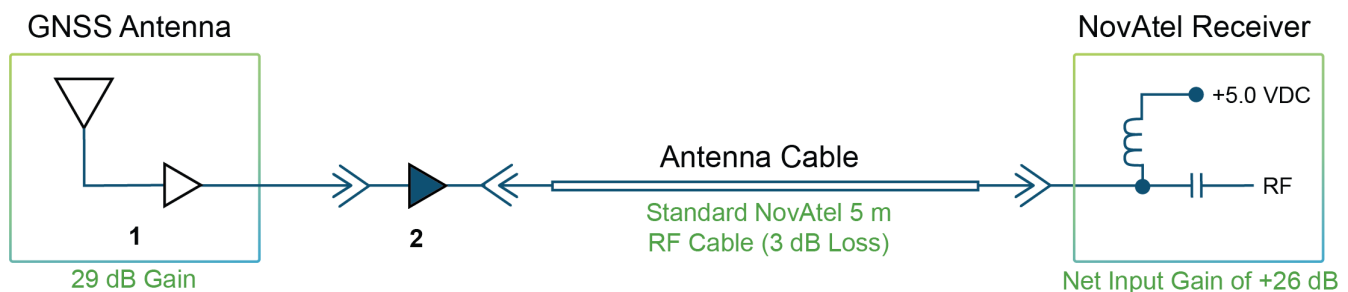 GNSS Antenna
NovAtel Receiver
+5.0 VDC
Antenna Cable
RF
Standard NovAtel 5 m
RF Cable (3 dB Loss)
1
2
29 dB Gain
Net Input Gain of +26 dB